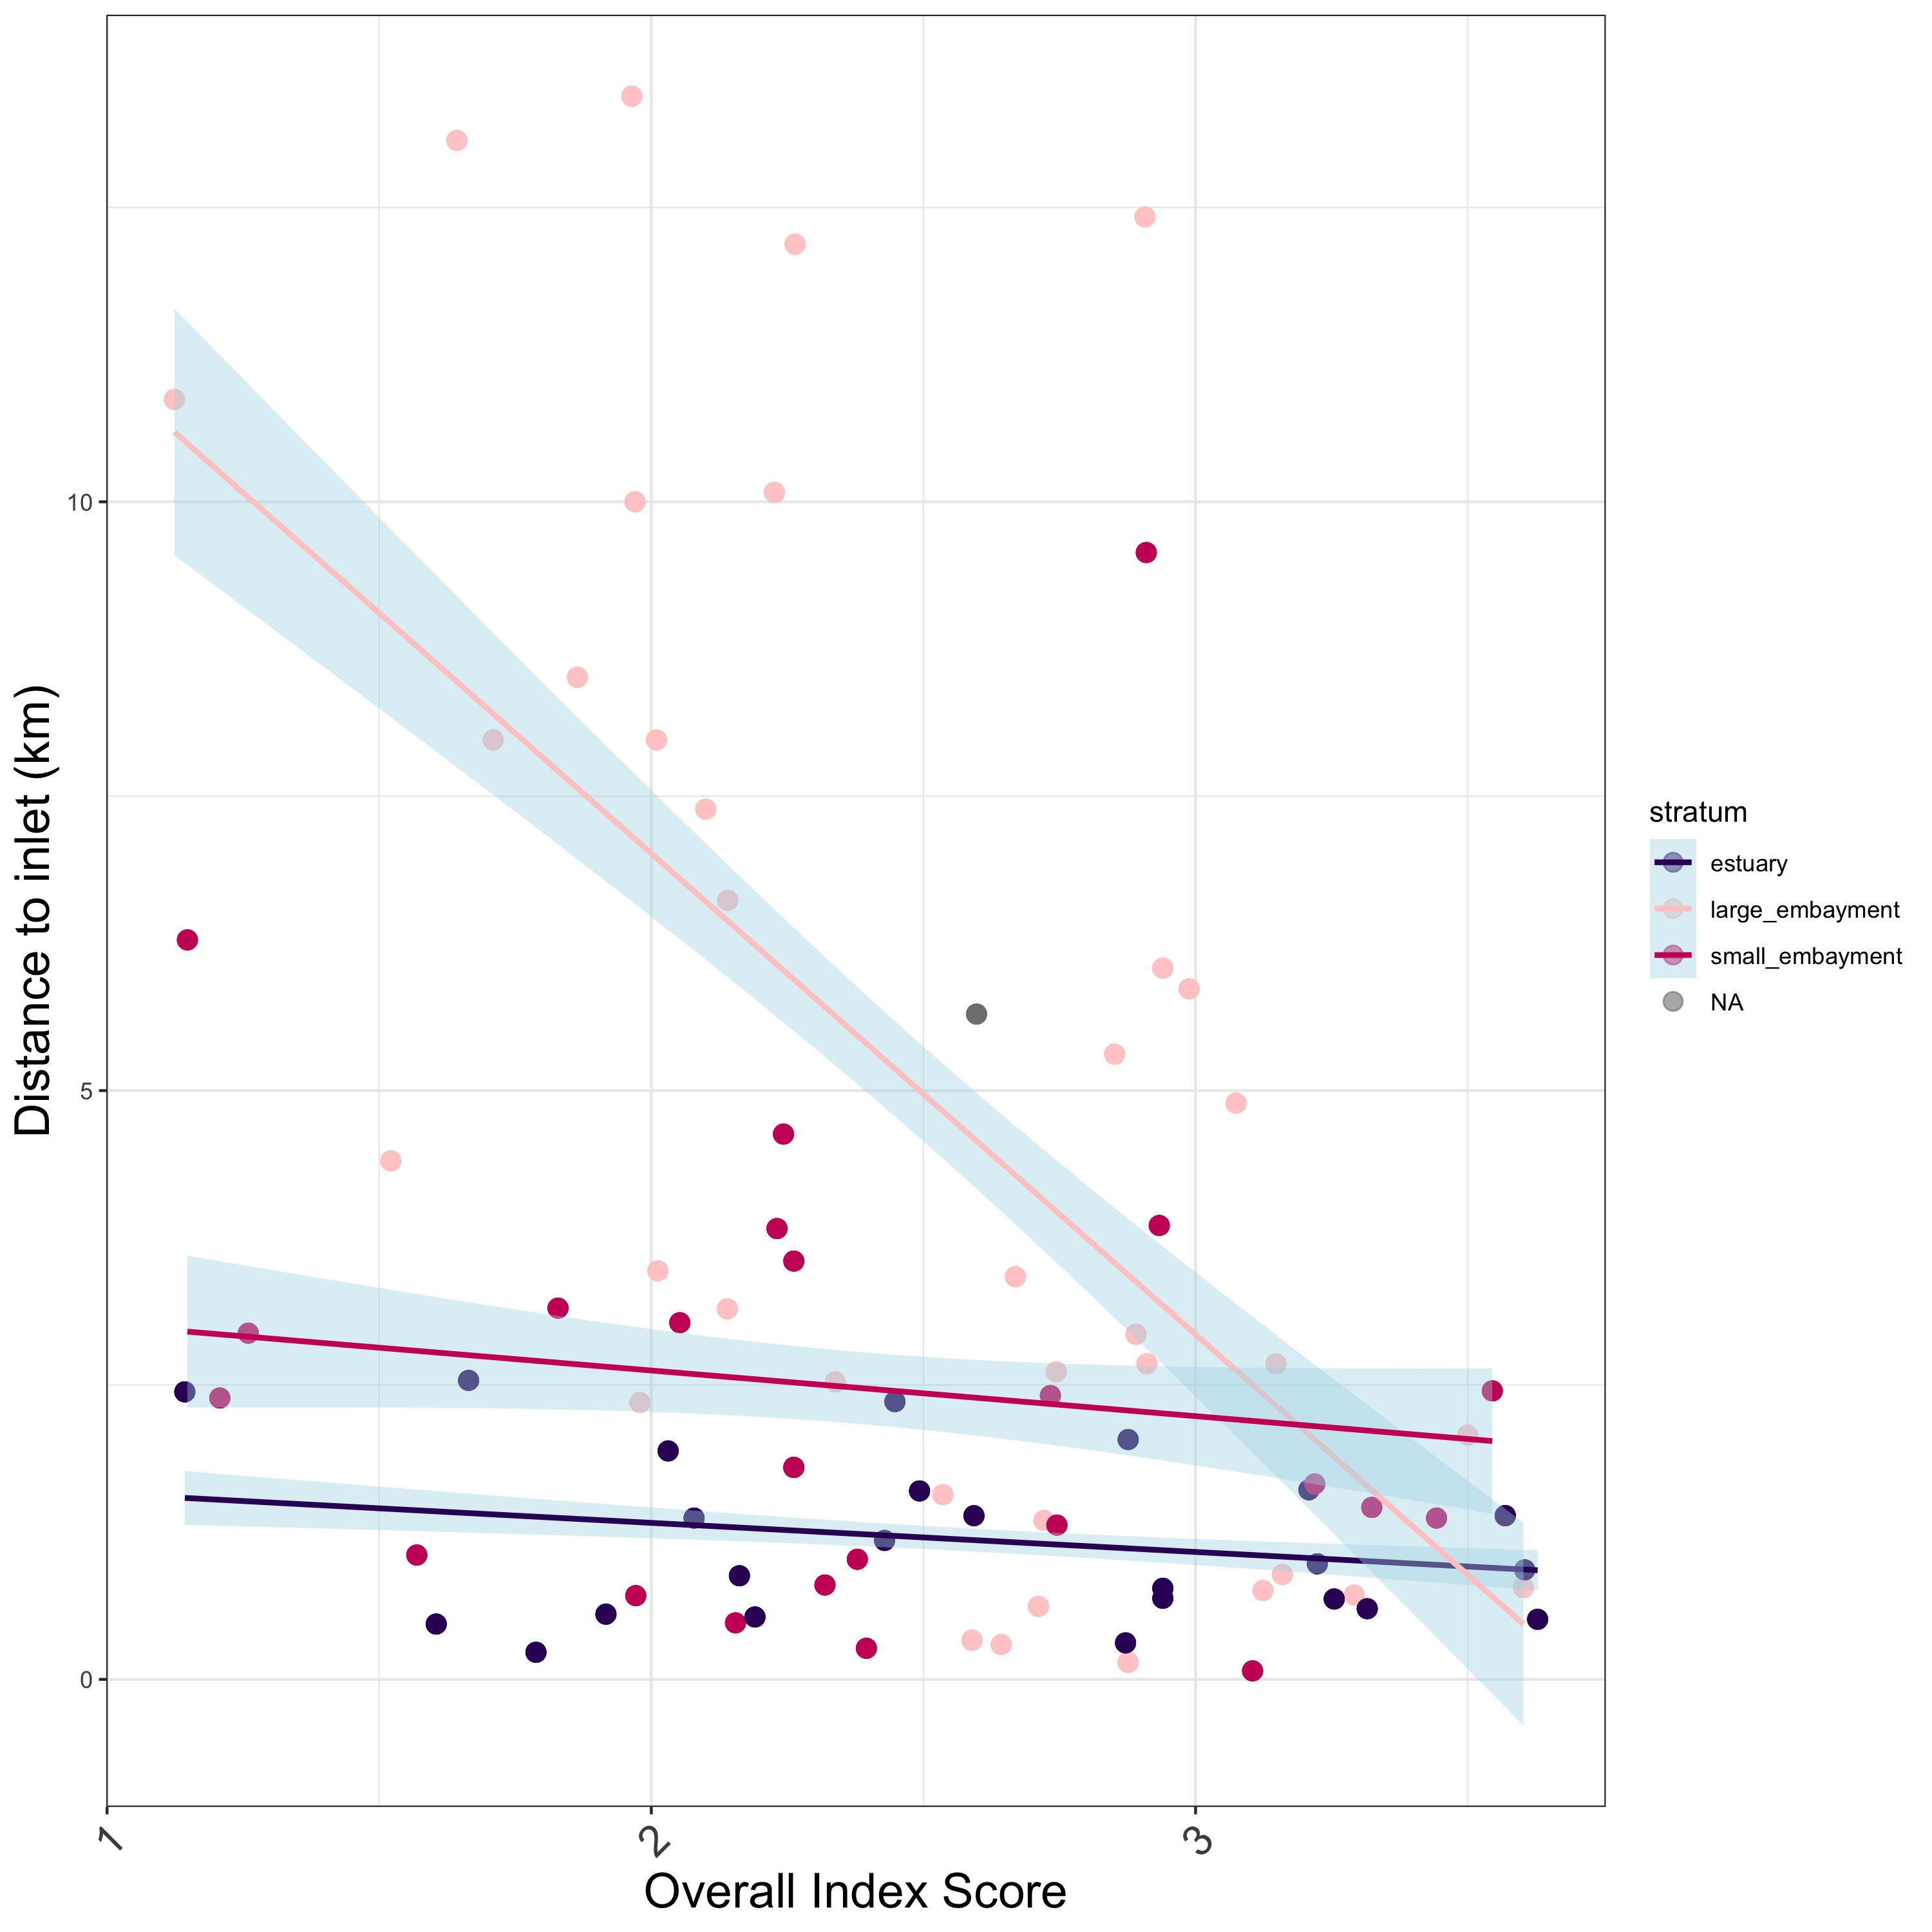 Distance to inlet (km)
10
5
0
1
2
3
Overall Index Score
stratum
estuary
large_embayment
small_embayment
NA